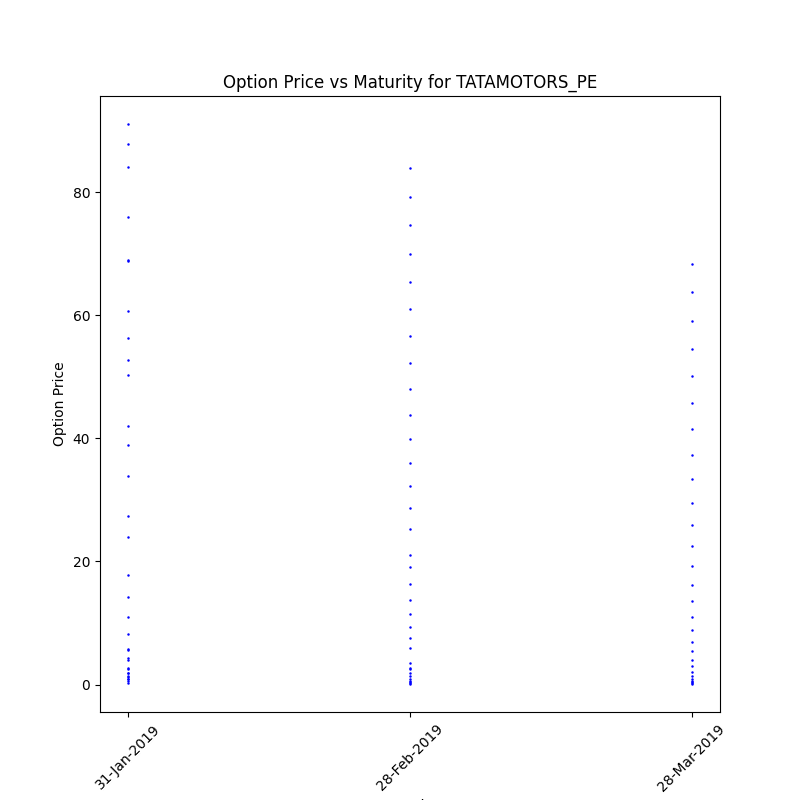 Option Price vs Maturity for TATAMOTORS_PE
Option Price
80
60
40
20
0
31-Jan-2019
28-Feb-2019
28-Mar-2019